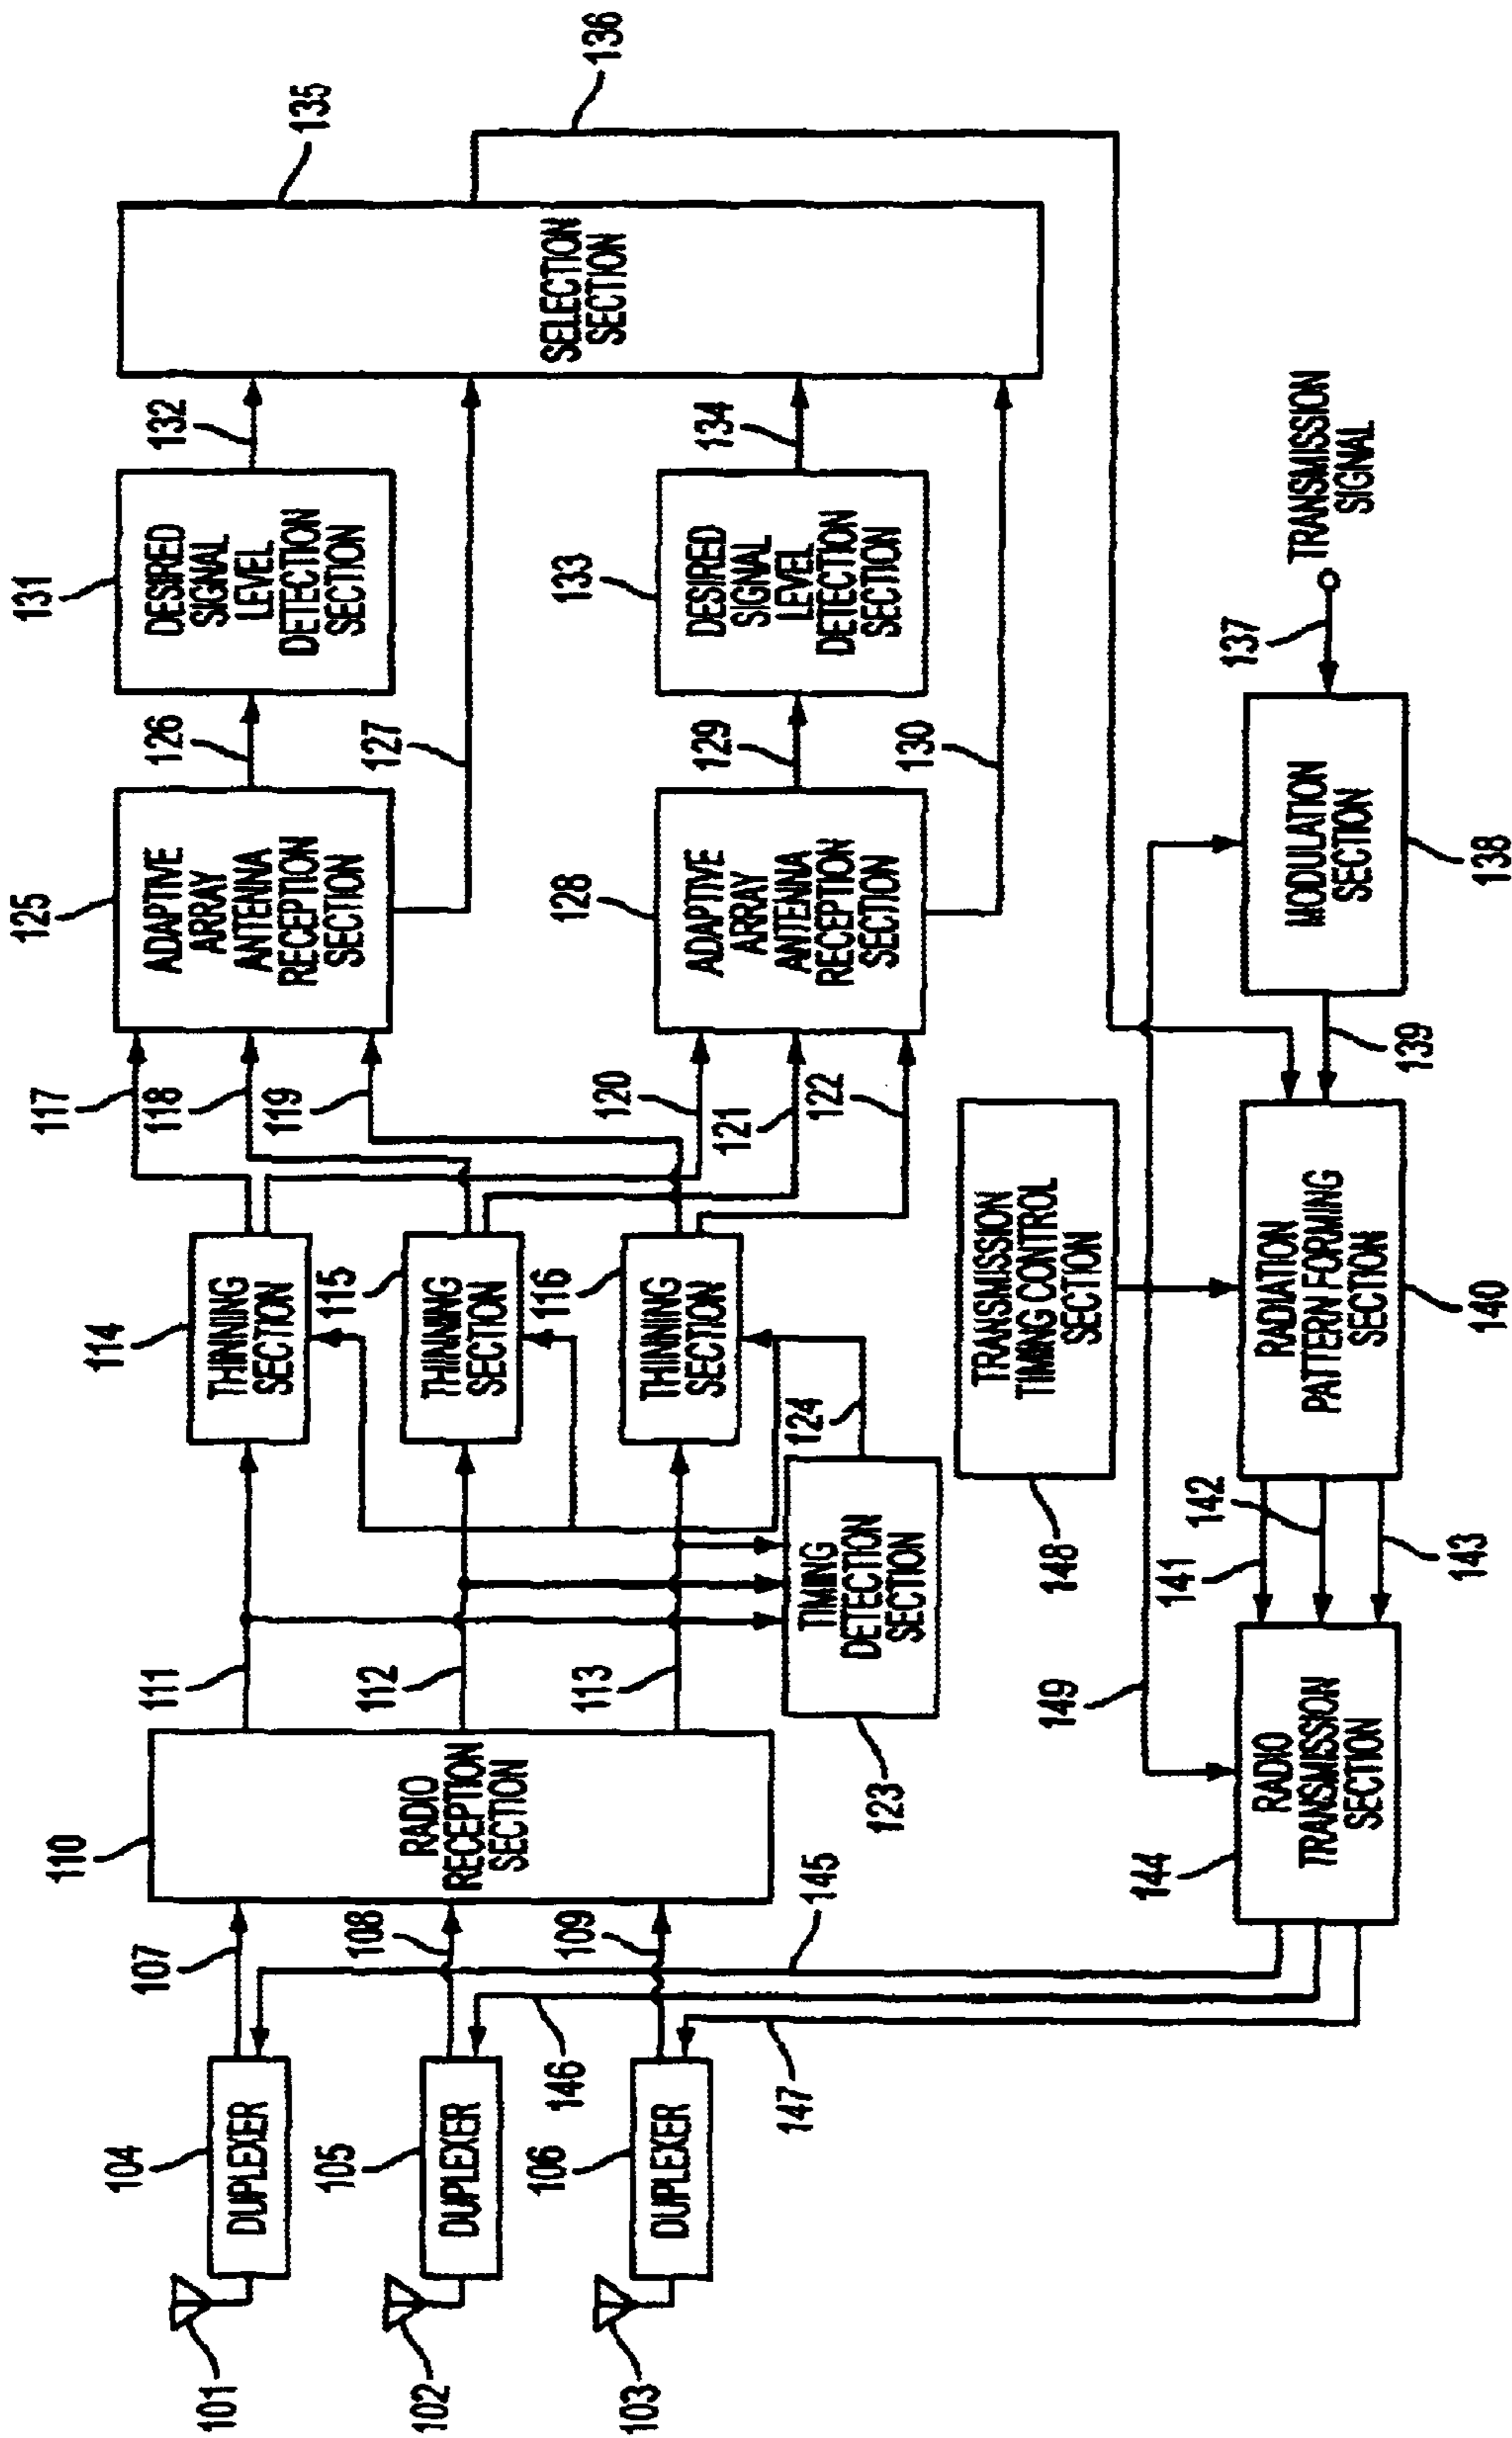 101
102
103
104
DUPLEXER
105
DUPLEXER
106
DUPLEXER
107
108
109
145
146
147
110
RADIO
RECEPTION
SECTION
111
112
113
123
TIMING
DETECTION
SECTION
124
114
THINNING
SECTION
115
THINNING
SECTION
116
THINNING
SECTION
117
118
119
120
121
122
125
ADAPTIVE
ARRAY
ANTENNA
RECEPTION
SECTION
126
127
128
ADAPTIVE
ARRAY
ANTENNA
RECEPTION
SECTION
129
130
131
DESIRED
SIGNAL
LEVEL
DETECTION
SECTION
132
133
DESIRED
SIGNAL
LEVEL
DETECTION
SECTION
134
135
SELECTION
SECTION
136
144
RADIO
TRANSMISSION
SECTION
149
141
142
143
148
TRANSMISSION
TIMING CONTROL
SECTION
RADIATION
PATTERN FORMING
SECTION
140
139
MODULATION
SECTION
138
137
TRANSMISSION
SIGNAL